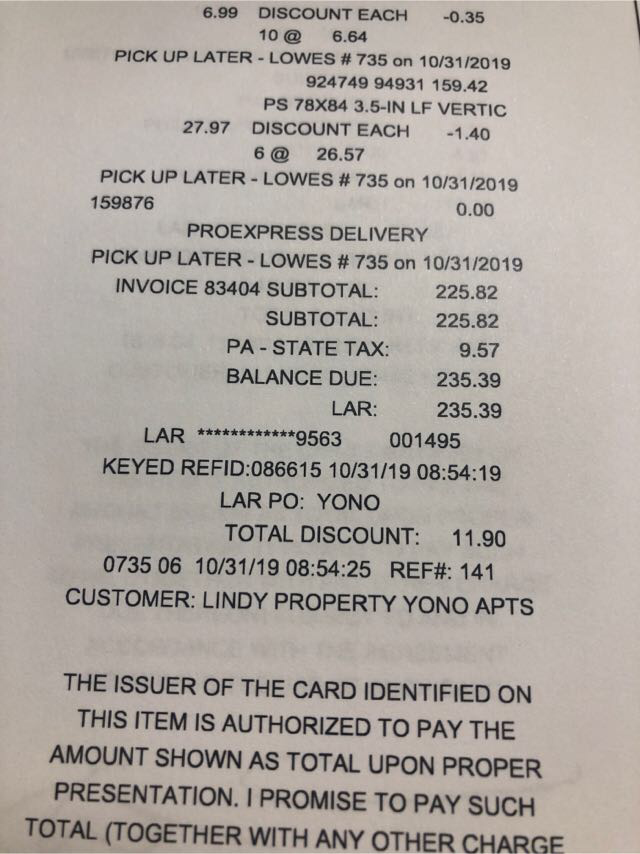 6.99 DISCOUNT EACH -0.35
10 @ 6.64
PICK UP LATER - LOWES # 735 on 10/31/2019
924749 94931 159.42
PS 78X84 3.5-IN LF VERTIC
27.97 DISCOUNT EACH -1.40
6 @ 26.57
PICK UP LATER - LOWES # 735 on 10/31/2019
159876 0.00
PROEXPRESS DELIVERY
PICK UP LATER - LOWES # 735 on 10/31/2019
INVOICE 83404 SUBTOTAL: 225.82
SUBTOTAL: 225.82
PA - STATE TAX: 9.57
BALANCE DUE: 235.39
LAR: 235.39
LAR ************9563 001495
KEYED REFID:086615 10/31/19 08:54:19
LAR PO: YONO
TOTAL DISCOUNT: 11.90
0735 06 10/31/19 08:54:25 REF#: 141
CUSTOMER: LINDY PROPERTY YONO APTS
THE ISSUER OF THE CARD IDENTIFIED ON
THIS ITEM IS AUTHORIZED TO PAY THE
AMOUNT SHOWN AS TOTAL UPON PROPER
PRESENTATION. I PROMISE TO PAY SUCH
TOTAL (TOGETHER WITH ANY OTHER CHARGE